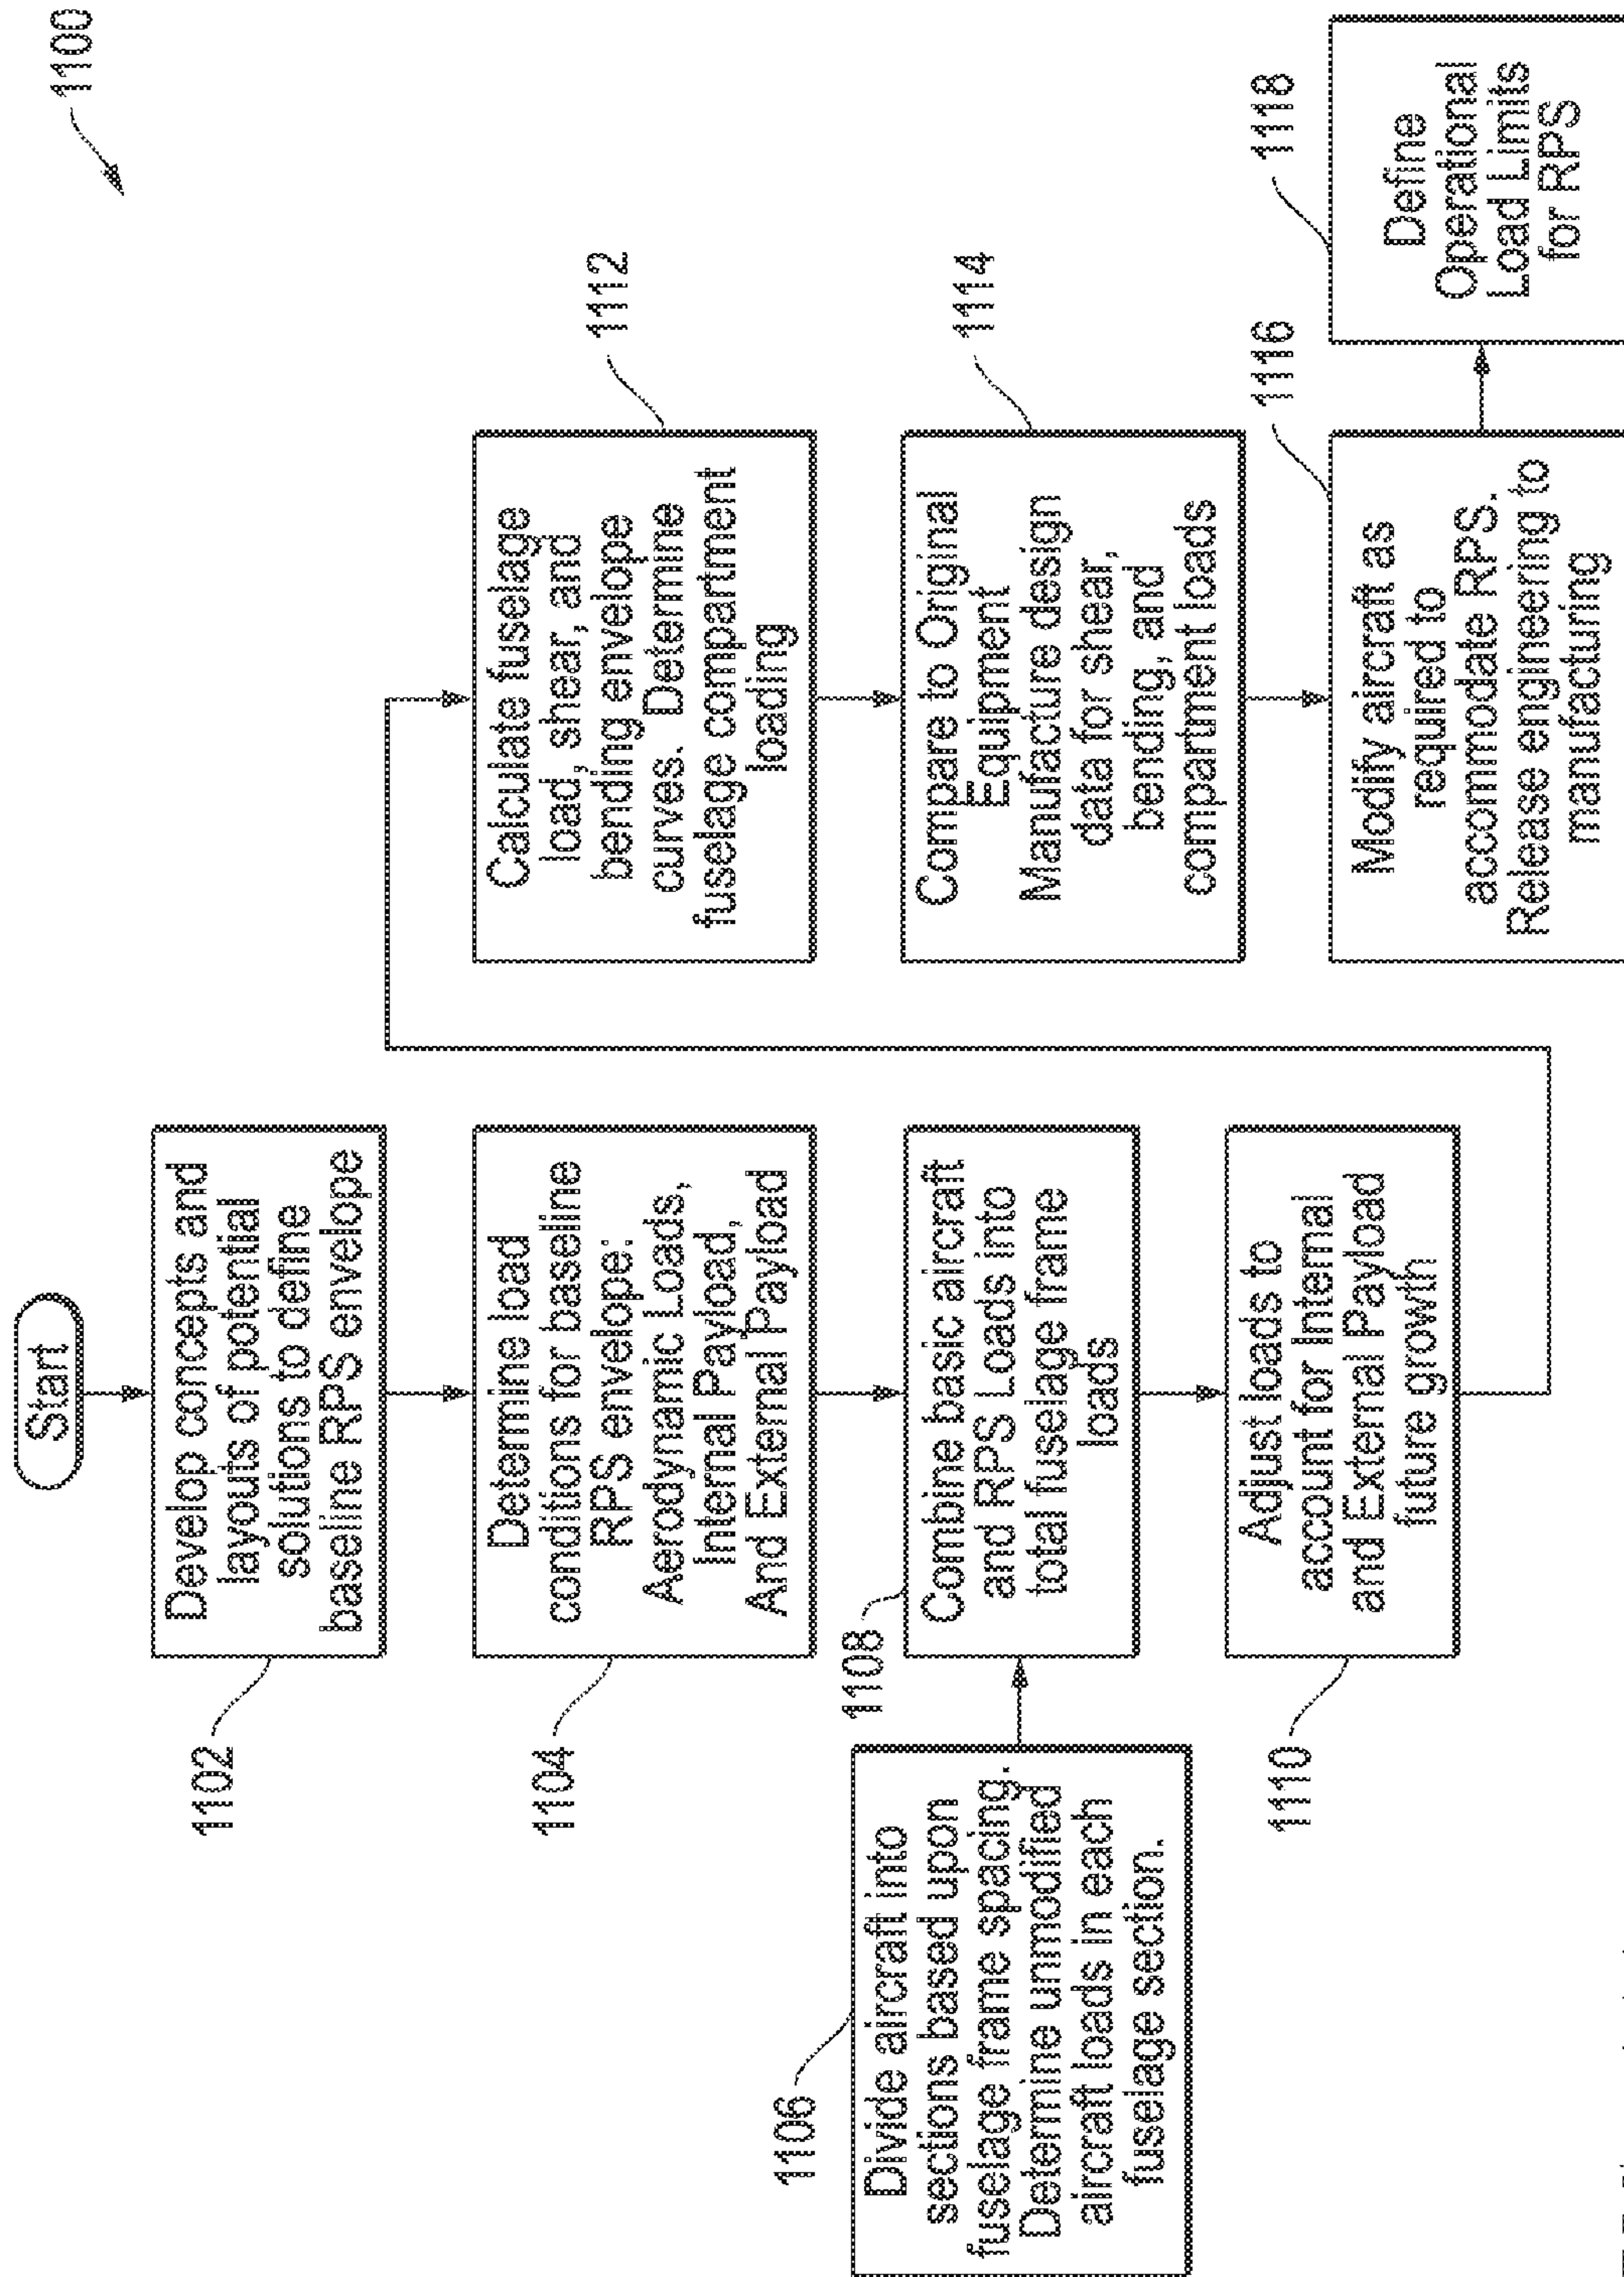 1100
Start
1102
Develop concepts and
layouts of potential
solutions to define
baseline RPS envelope
1104
Determine load
conditions for baseline
RPS envelope:
Aerodynamic Loads,
Internal Payload,
And External Payload
1106
Divide aircraft into
sections based upon
fuselage frame spacing.
Determine unmodified
aircraft loads in each
fuselage section.
1108
Combine basic aircraft
and RPS Loads into
total fuselage frame
loads
1110
Adjust loads to
account for Internal
and External Payload
future growth
1112
Calculate fuselage
load, shear, and
bending envelope
curves. Determine
fuselage compartment
loading
1114
Compare to Original
Equipment
Manufacture design
data for shear,
bending, and
compartment loads
1116
Modify aircraft as
required to
accommodate RPS.
Release engineering to
manufacturing
1118
Define
Operational
Load Limits
for RPS